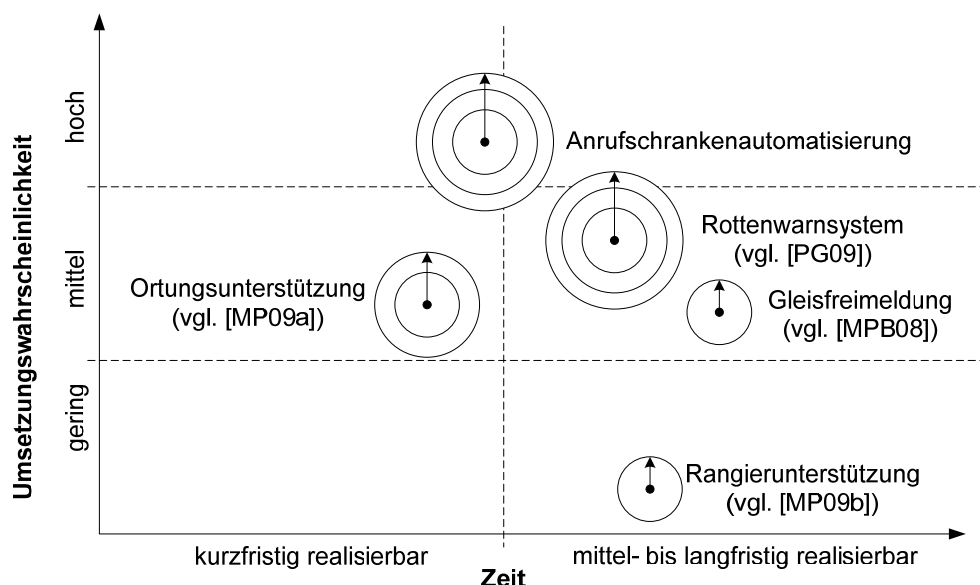 Umsetzungswahrscheinlichkeit
hoch
mittel
gering
Anrufschrankenautomatisierung
Rottenwarnsystem
(vgl. [PG09])
Ortungsunterstützung
(vgl. [MP09a])
Gleisfreimeldung
(vgl. [MPB08])
Rangierunterstützung
(vgl. [MP09b])
kurzfristig realisierbar
mittel- bis langfristig realisierbar
Zeit